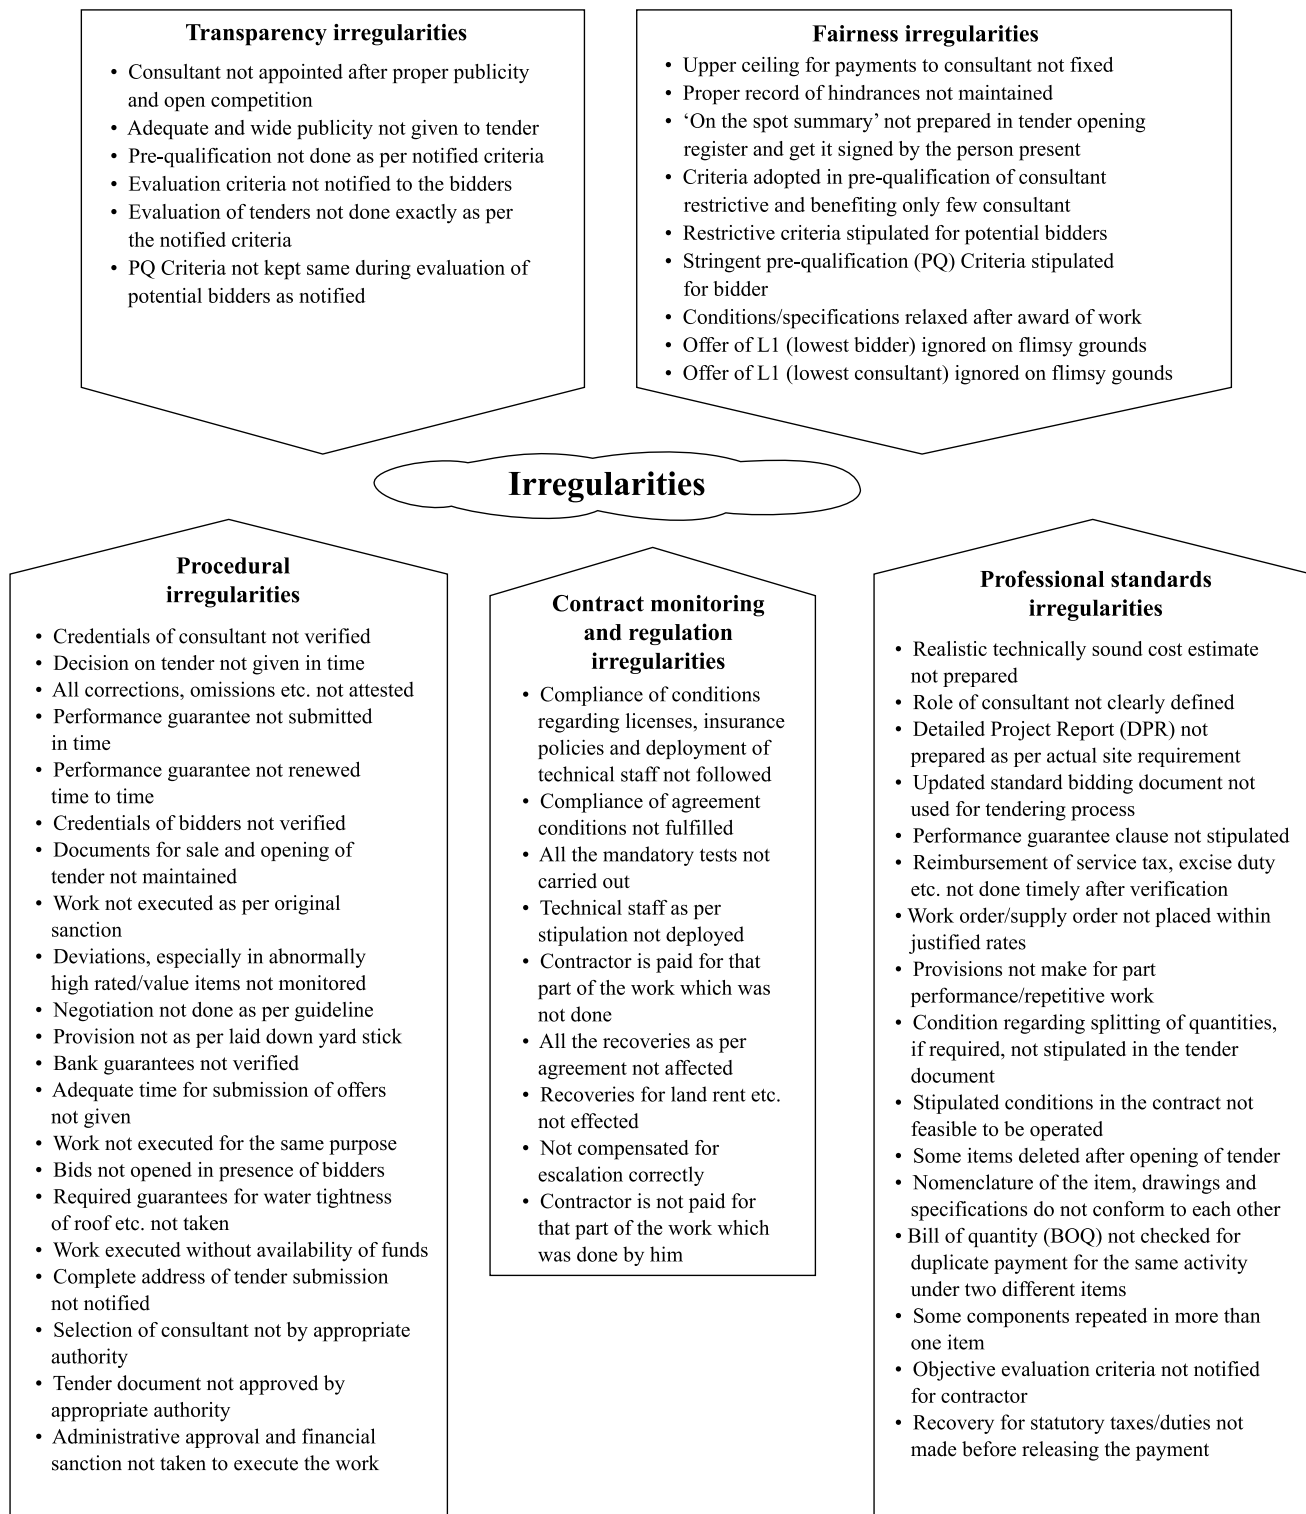 Transparency irregularities
• Consultant not appointed after proper publicity
and open competition
• Adequate and wide publicity not given to tender
• Pre-qualification not done as per notified criteria
• Evaluation criteria not notified to the bidders
• Evaluation of tenders not done exactly as per
the notified criteria
• PQ Criteria not kept same during evaluation of
potential bidders as notified
Fairness irregularities
• Upper ceiling for payments to consultant not fixed
• Proper record of hindrances not maintained
• ‘On the spot summary’ not prepared in tender opening
register and get it signed by the person present
• Criteria adopted in pre-qualification of consultant
restrictive and benefiting only few consultant
• Restrictive criteria stipulated for potential bidders
• Stringent pre-qualification (PQ) Criteria stipulated
for bidder
• Conditions/specifications relaxed after award of work
• Offer of L1 (lowest bidder) ignored on flimsy grounds
• Offer of L1 (lowest consultant) ignored on flimsy gounds
Irregularities
Procedural
irregularities
• Credentials of consultant not verified
• Decision on tender not given in time
• All corrections, omissions etc. not attested
• Performance guarantee not submitted
in time
• Performance guarantee not renewed
time to time
• Credentials of bidders not verified
• Documents for sale and opening of
tender not maintained
• Work not executed as per original
sanction
• Deviations, especially in abnormally
high rated/value items not monitored
• Negotiation not done as per guideline
• Provision not as per laid down yard stick
• Bank guarantees not verified
• Adequate time for submission of offers
not given
• Work not executed for the same purpose
• Bids not opened in presence of bidders
• Required guarantees for water tightness
of roof etc. not taken
• Work executed without availability of funds
• Complete address of tender submission
not notified
• Selection of consultant not by appropriate
authority
• Tender document not approved by
appropriate authority
• Administrative approval and financial
sanction not taken to execute the work
Contract monitoring
and regulation
irregularities
• Compliance of conditions
regarding licenses, insurance
policies and deployment of
technical staff not followed
• Compliance of agreement
conditions not fulfilled
• All the mandatory tests not
carried out
• Technical staff as per
stipulation not deployed
• Contractor is paid for that
part of the work which was
not done
• All the recoveries as per
agreement not affected
• Recoveries for land rent etc.
not effected
• Not compensated for
escalation correctly
• Contractor is not paid for
that part of the work which
was done by him
Professional standards
irregularities
• Realistic technically sound cost estimate
not prepared
• Role of consultant not clearly defined
• Detailed Project Report (DPR) not
prepared as per actual site requirement
• Updated standard bidding document not
used for tendering process
• Performance guarantee clause not stipulated
• Reimbursement of service tax, excise duty
etc. not done timely after verification
• Work order/supply order not placed within
justified rates
• Provisions not make for part
performance/repetitive work
• Condition regarding splitting of quantities,
if required, not stipulated in the tender
document
• Stipulated conditions in the contract not
feasible to be operated
• Some items deleted after opening of tender
• Nomenclature of the item, drawings and
specifications do not conform to each other
• Bill of quantity (BOQ) not checked for
duplicate payment for the same activity
under two different items
• Some components repeated in more than
one item
• Objective evaluation criteria not notified
for contractor
• Recovery for statutory taxes/duties not
made before releasing the payment